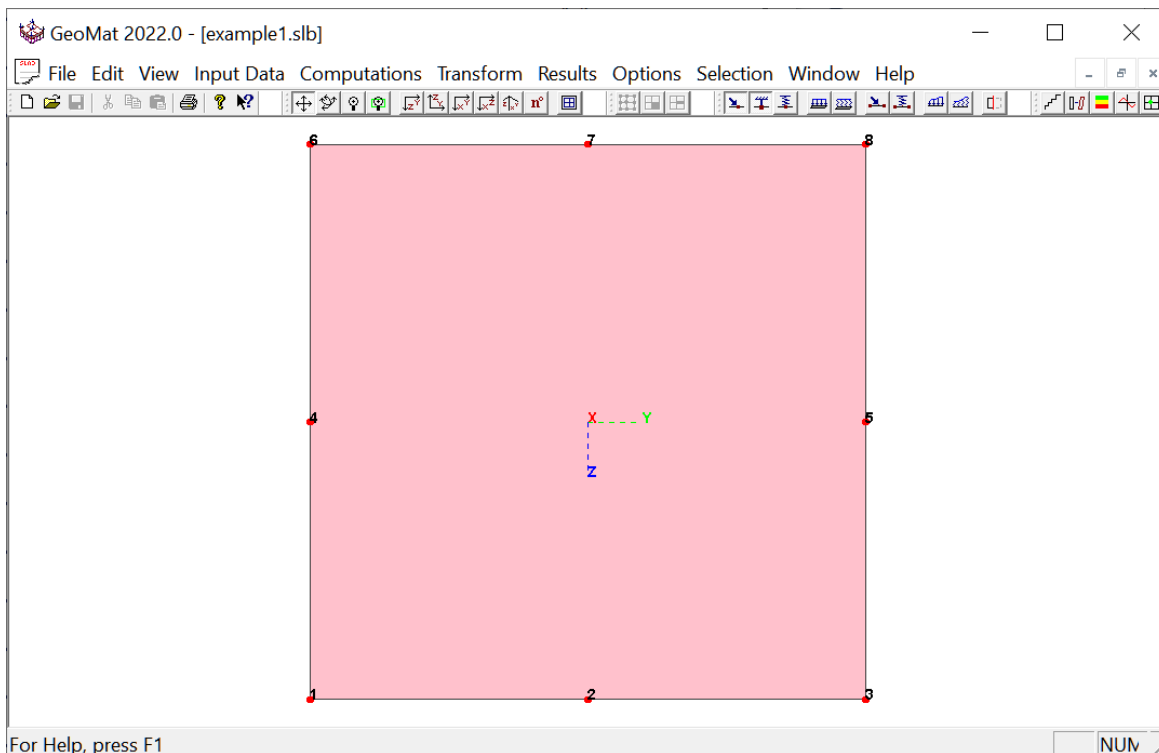 GeoMat 2022.0 - [example1.slb]
File Edit View Input Data Computations Transform Results Options Selection Window Help
6 7 8
4 X Y 5
Z
1 2 3
For Help, press F1 NUM